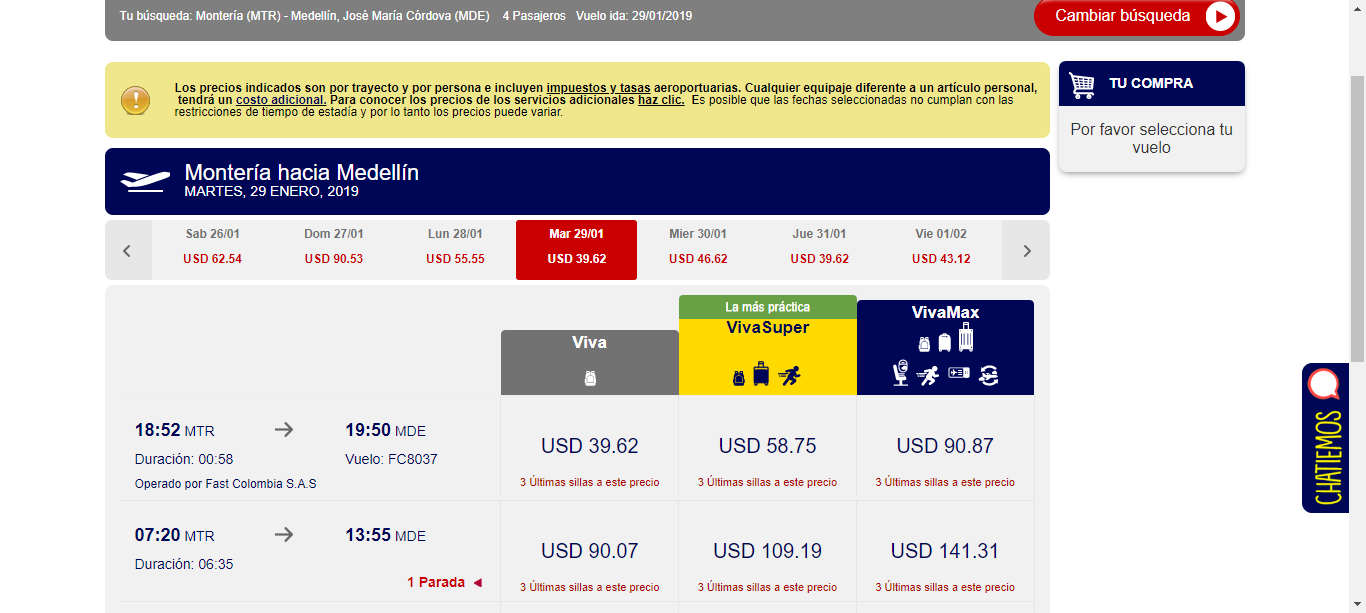 Tu búsqueda: Montería (MTR) - Medellín, José María Córdova (MDE) 4 Pasajeros Vuelo ida: 29/01/2019
Cambiar búsqueda
Los precios indicados son por trayecto y por persona e incluyen impuestos y tasas aeroportuarias. Cualquier equipaje diferente a un artículo personal,
tendrá un costo adicional. Para conocer los precios de los servicios adicionales haz clic. Es posible que las fechas seleccionadas no cumplan con las
restricciones de tiempo de estadía y por lo tanto los precios puede variar.
TU COMPRA
Por favor selecciona tu
vuelo
Montería hacia Medellín
MARTES, 29 ENERO, 2019
Sab 26/01 Dom 27/01 Lun 28/01 Mar 29/01 Mier 30/01 Jue 31/01 Vie 01/02
USD 62.54 USD 90.53 USD 55.55 USD 39.62 USD 46.62 USD 39.62 USD 43.12
La más práctica
Viva VivaSuper VivaMax
18:52 MTR 19:50 MDE
Duración: 00:58 Vuelo: FC8037
Operado por Fast Colombia S.A.S
USD 39.62 USD 58.75 USD 90.87
3 Últimas sillas a este precio 3 Últimas sillas a este precio 3 Últimas sillas a este precio
07:20 MTR 13:55 MDE
Duración: 06:35
1 Parada
USD 90.07 USD 109.19 USD 141.31
3 Últimas sillas a este precio 3 Últimas sillas a este precio 3 Últimas sillas a este precio
CHATIEMOS